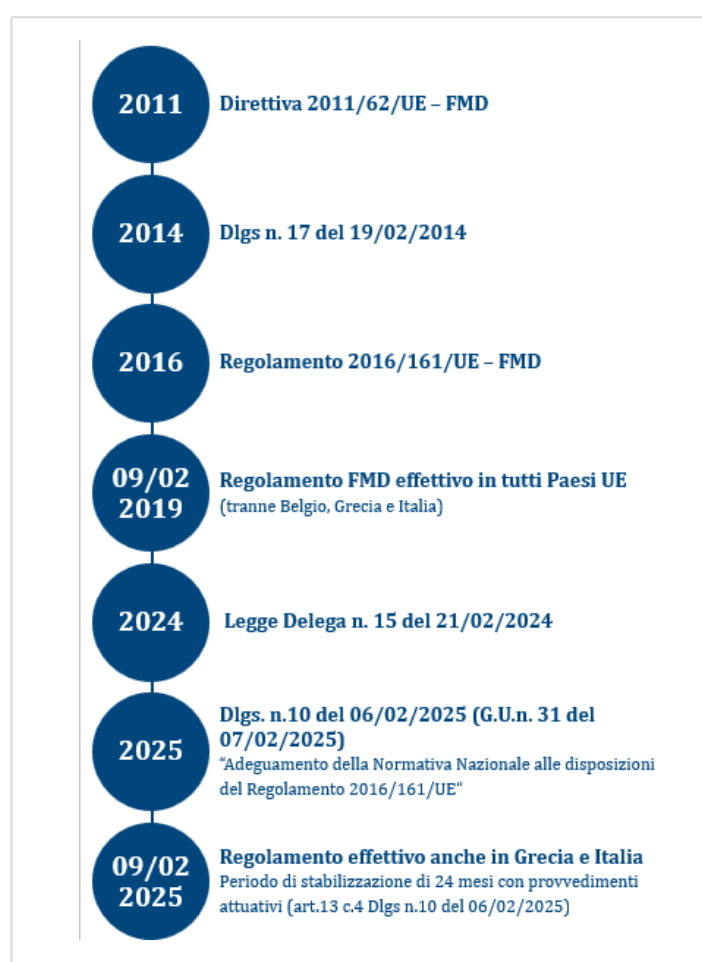 2011
Direttiva 2011/62/UE – FMD
2014
Dlgs n. 17 del 19/02/2014
2016
Regolamento 2016/161/UE – FMD
09/02
2019
Regolamento FMD effettivo in tutti Paesi UE
(tranne Belgio, Grecia e Italia)
2024
Legge Delega n. 15 del 21/02/2024
2025
Dlgs. n.10 del 06/02/2025 (G.U.n. 31 del
07/02/2025)
“Adeguamento della Normativa Nazionale alle disposizioni
del Regolamento 2016/161/UE“
09/02
2025
Regolamento effettivo anche in Grecia e Italia
Periodo di stabilizzazione di 24 mesi con provvedimenti
attuativi (art.13 c.4 Dlgs n.10 del 06/02/2025)